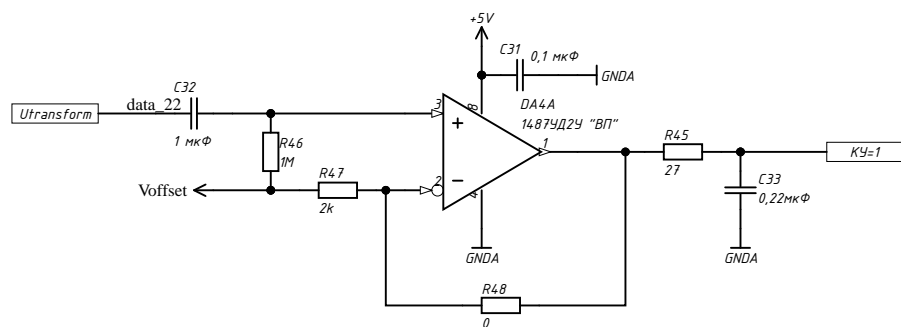 +5V
C31
0,1 мкФ
GNDA
C32
DA4A
1487УД2У "ВП"
Utransform
data_22
3
8
+
1
R45
КУ=1
1 мкФ
R46
1M
27
C33
0,22мкФ
Voffset
R47
2k
2
−
4
GNDA
GNDA
R48
0